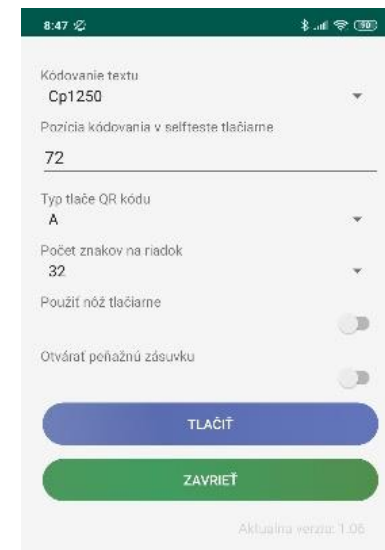 8:47
90
Kódovanie textu
Cp1250
Pozícia kódovania v selfteste tlačiarne
72
Typ tlače QR kódu
A
Počet znakov na riadok
32
Použiť nôž tlačiarne
Otvárať peňažnú zásuvku
TLAČIŤ
ZAVRIEŤ
Aktuálna verzia: 1.06